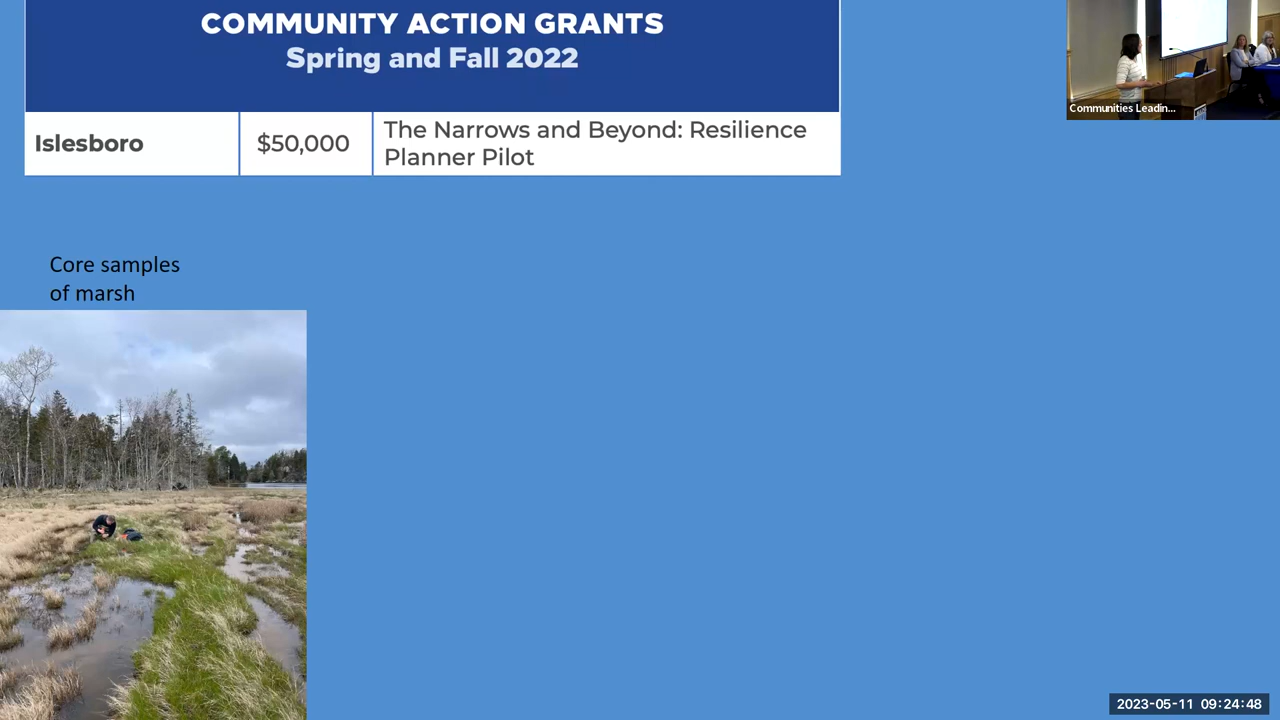 COMMUNITY ACTION GRANTS
Spring and Fall 2022
Islesboro
$50,000
The Narrows and Beyond: Resilience
Planner Pilot
Core samples
of marsh
Communities Leadin...
2023-05-11 09:24:48